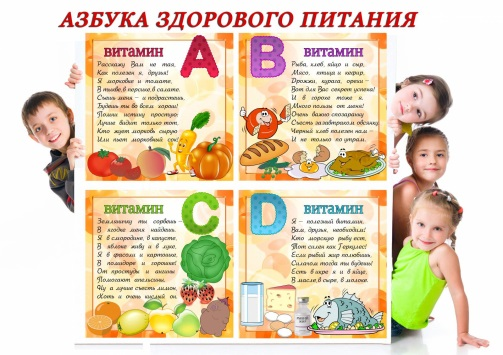 АЗБУКА ЗДОРОВОГО ПИТАНИЯ
ВИТАМИН A
Расскажу Вам не тая,
Как полезен я, друзья!
Я морковке и томате,
В тыкве, в персике, в салате.
Съешь меня - и подрастешь,
Будешь ты во всем хорош!
Помни истину простую
Лучше видит только тот.
Кто жует морковь сырую
Или пьет морковный сок!
B ВИТАМИН
Рыба хлеб, яйцо и сыр,
Мясо, птица и кефир.
Дрожжи, курага, орехи -
Вот для Вас секрет успеха!
И в горохе тоже я.
Много пользы от меня!
Очень важно спозаранку
Съесть за завтраком овсянку.
Черный хлеб полезен нам -
И не только по утрам.
ВИТАМИН C
Земляничку ты сорвешь -
В ягодке меня найдешь.
Я в смородине, в капусте,
В яблоке живу и в луке,
Я в фасоли и картошке,
В помидоре и горошке!
От простуды и ангины
Помогают апельсины,
Ну а лучше съесть лимон,
Хоть и очень кислый он.
D ВИТАМИН
Я - полезный витамин.
Вам, друзья, необходим!
Кто морскую рыбу ест,
Тот силен как Геркулес!
Если рыбий жир полюбишь,
Силачом тогда ты будешь!
Есть в икре я и в яйце,
В масле, в сыре, в молоке.